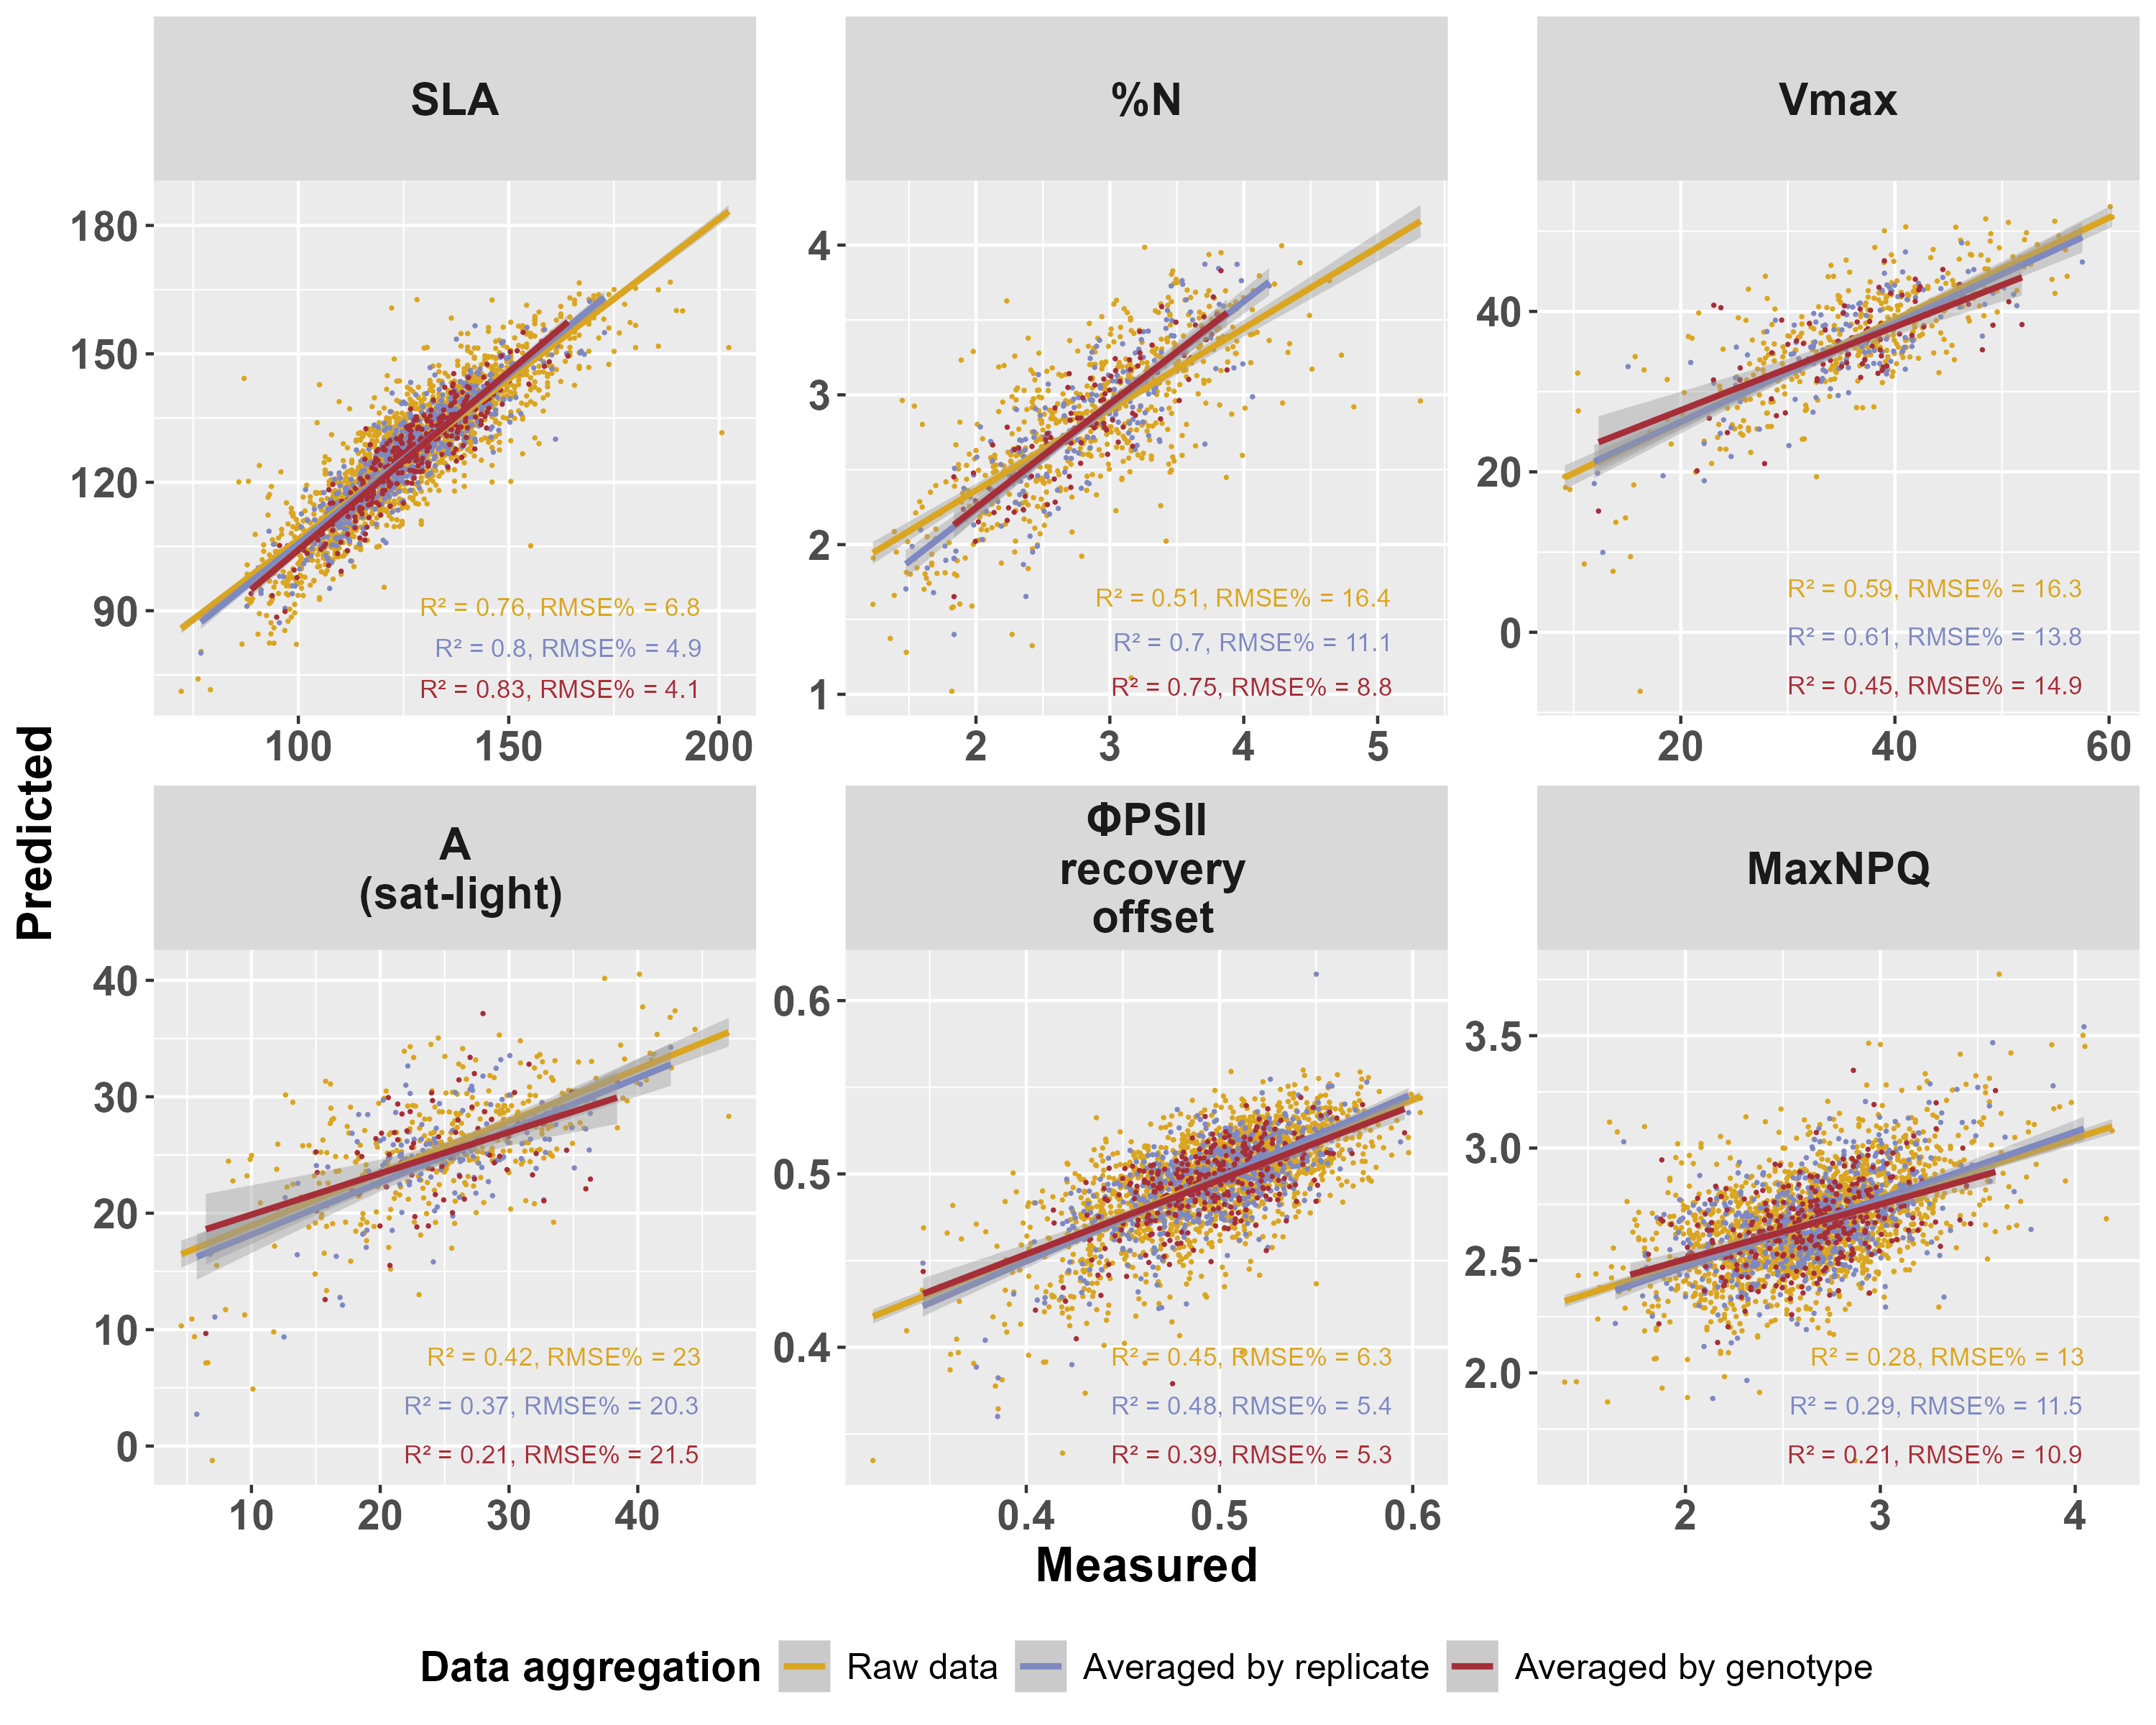 SLA
%N
Vmax
180
150
120
90
R² = 0.76, RMSE% = 6.8
R² = 0.8, RMSE% = 4.9
R² = 0.83, RMSE% = 4.1
100 150 200
4
3
2
1
R² = 0.51, RMSE% = 16.4
R² = 0.7, RMSE% = 11.1
R² = 0.75, RMSE% = 8.8
2 3 4 5
40
20
0
R² = 0.59, RMSE% = 16.3
R² = 0.61, RMSE% = 13.8
R² = 0.45, RMSE% = 14.9
20 40 60
Predicted
A
(sat-light)
ΦPSII
recovery
offset
MaxNPQ
40
30
20
10
0
R² = 0.42, RMSE% = 23
R² = 0.37, RMSE% = 20.3
R² = 0.21, RMSE% = 21.5
10 20 30 40
0.6
0.5
0.4
R² = 0.45, RMSE% = 6.3
R² = 0.48, RMSE% = 5.4
R² = 0.39, RMSE% = 5.3
0.4 0.5 0.6
3.5
3.0
2.5
2.0
R² = 0.28, RMSE% = 13
R² = 0.29, RMSE% = 11.5
R² = 0.21, RMSE% = 10.9
2 3 4
Measured
Data aggregation Raw data Averaged by replicate Averaged by genotype